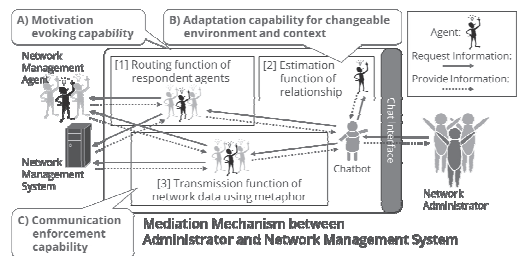 A) Motivation
evoking capability
B) Adaptation capability for changeable
environment and context
Agent:
Request Information:
Provide Information:
Network
Management
Agent
[1] Routing function of
respondent agents
[2] Estimation
function of
relationship
Chat interface
Chatbot
Network
Management
System
[3] Transmission function of
network data using metaphor
Network
Administrator
C) Communication
enforcement
capability
Mediation Mechanism between
Administrator and Network Management System